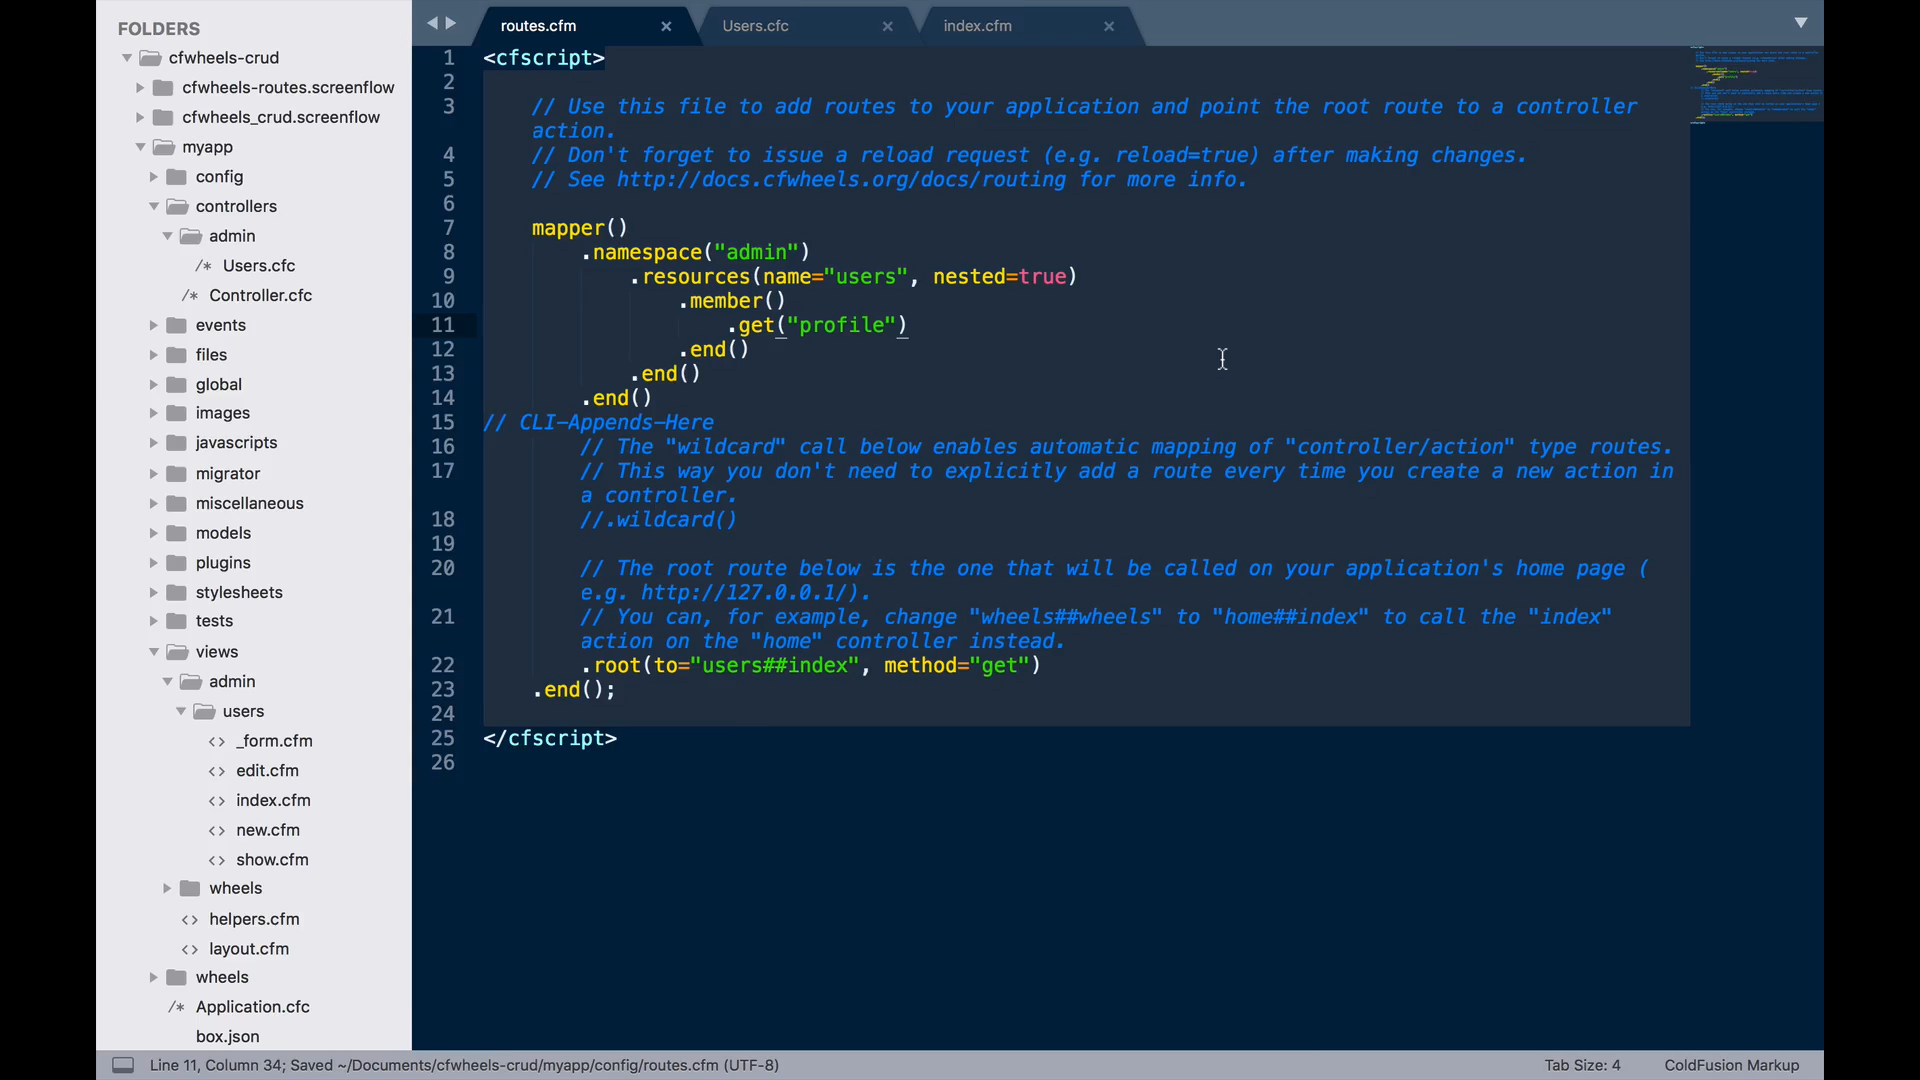 FOLDERS
cfwheels-crud
cfwheels-routes.screenflow
cfwheels_crud.screenflow
myapp
config
controllers
admin
/* Users.cfc
/* Controller.cfc
events
files
global
images
javascripts
migrator
miscellaneous
models
plugins
stylesheets
tests
views
admin
users
<> _form.cfm
<> edit.cfm
<> index.cfm
<> new.cfm
<> show.cfm
wheels
<> helpers.cfm
<> layout.cfm
wheels
/* Application.cfc
box.json
routes.cfm × Users.cfc × index.cfm ×
1 <cfscript>
2
3 // Use this file to add routes to your application and point the root route to a controller
action.
4 // Don't forget to issue a reload request (e.g. reload=true) after making changes.
5 // See http://docs.cfwheels.org/docs/routing for more info.
6
7 mapper()
8 .namespace("admin")
9 .resources(name="users", nested=true)
10 .member()
11 .get("profile")
12 .end()
13 .end()
14 .end()
15 // CLI-Appends-Here
16 // The "wildcard" call below enables automatic mapping of "controller/action" type routes.
17 // This way you don't need to explicitly add a route every time you create a new action in
a controller.
18 //.wildcard()
19
20 // The root route below is the one that will be called on your application's home page (
e.g. http://127.0.0.1/).
21 // You can, for example, change "wheels##wheels" to "home##index" to call the "index"
action on the "home" controller instead.
22 .root(to="users##index", method="get")
23 .end();
24
25 </cfscript>
26
Line 11, Column 34; Saved ~/Documents/cfwheels-crud/myapp/config/routes.cfm (UTF-8) Tab Size: 4 ColdFusion Markup